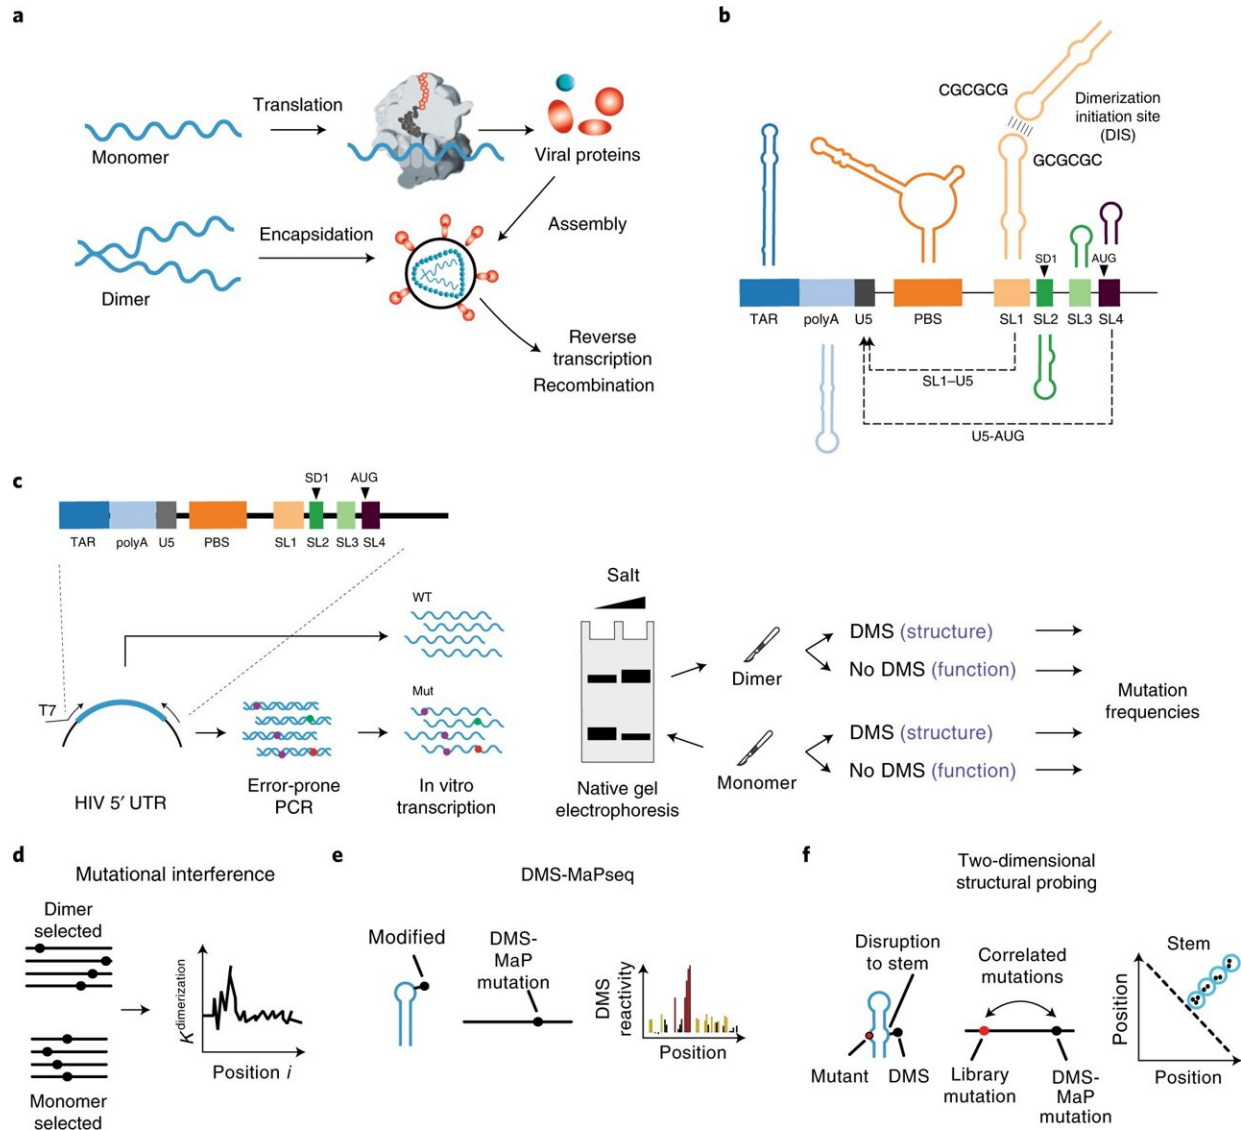 a
Translation
Monomer
Viral proteins
Encapsidation
Assembly
Dimer
Reverse
transcription
Recombination
b
CGCGCG
Dimerization
initiation site
(DIS)
GCGCGC
SD1
AUG
TAR
polyA
U5
PBS
SL1
SL2
SL3
SL4
SL1–U5
U5-AUG
c
SD1
AUG
TAR
polyA
U5
PBS
SL1
SL2
SL3
SL4
WT
T7
Mut
HIV 5′ UTR
Error-prone
PCR
In vitro
transcription
Salt
Native gel
electrophoresis
Dimer
DMS (structure)
No DMS (function)
Monomer
DMS (structure)
No DMS (function)
Mutation
frequencies
d
Mutational interference
Dimer
selected
Monomer
selected
K dimerization
Position i
e
DMS-MaPseq
Modified
DMS-
MaP
mutation
DMS
reactivity
Position
f
Two-dimensional
structural probing
Disruption
to stem
Mutant
DMS
Correlated
mutations
Library
mutation
DMS-
MaP
mutation
Stem
Position
Position